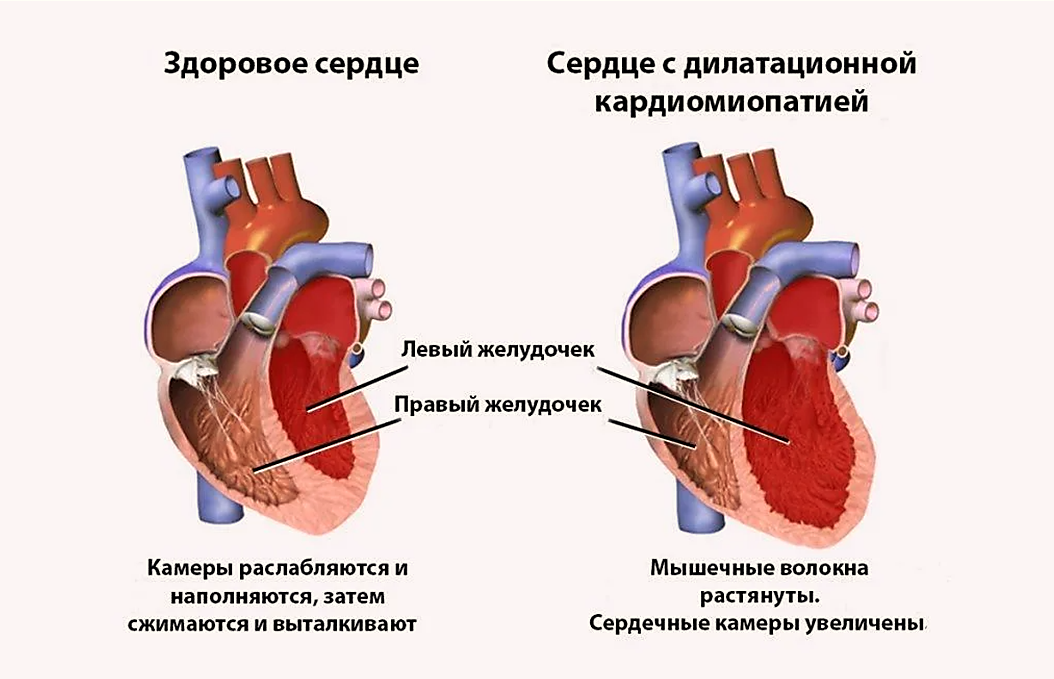 Здоровое сердце
Сердце с дилатационной
кардиомиопатией
Левый желудочек
Правый желудочек
Камеры расслабляются и
наполняются, затем
сжимаются и выталкивают
Мышечные волокна
растянуты.
Сердечные камеры увеличены.